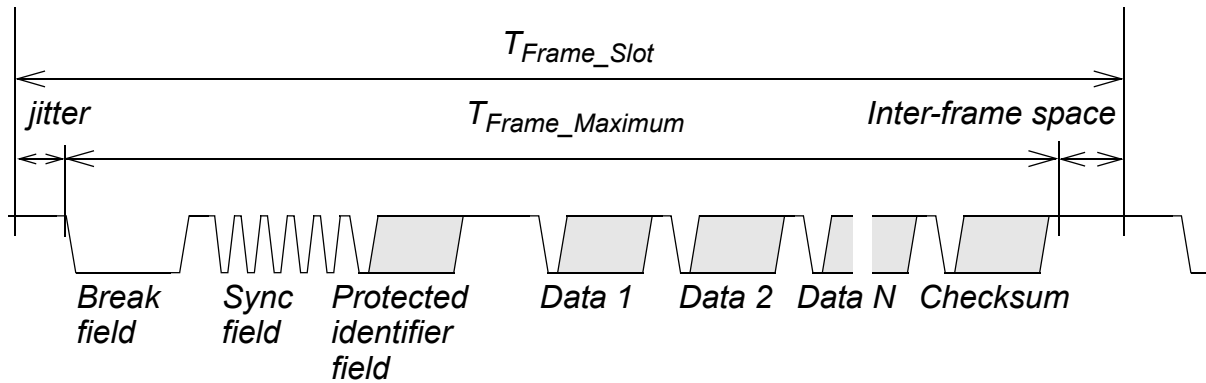 TFrame_Slot
jitter
TFrame_Maximum
Inter-frame space
Break
field
Sync
field
Protected
identifier
field
Data 1
Data 2
Data N
Checksum